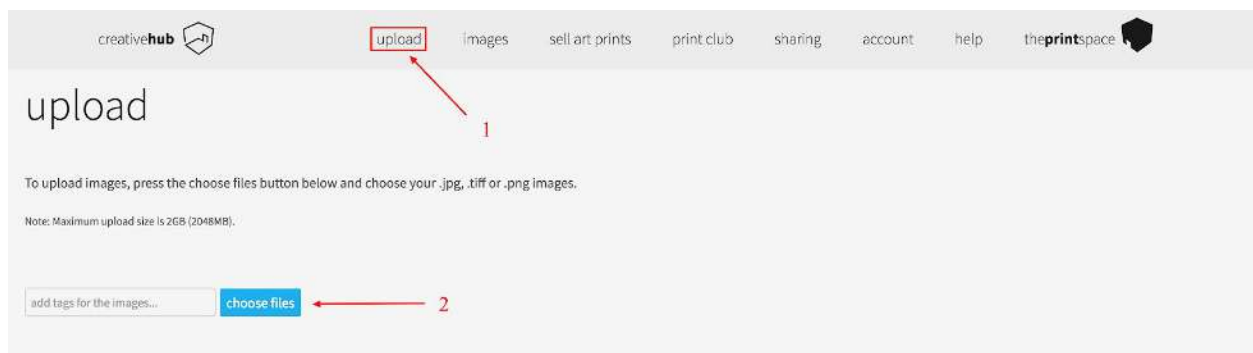 creativehub upload images sell art prints print club sharing account help theprintspace
upload
1
To upload images, press the choose files button below and choose your .jpg, .tiff or .png images.
Note: Maximum upload size is 2GB (2048MB).
add tags for the images... choose files 2